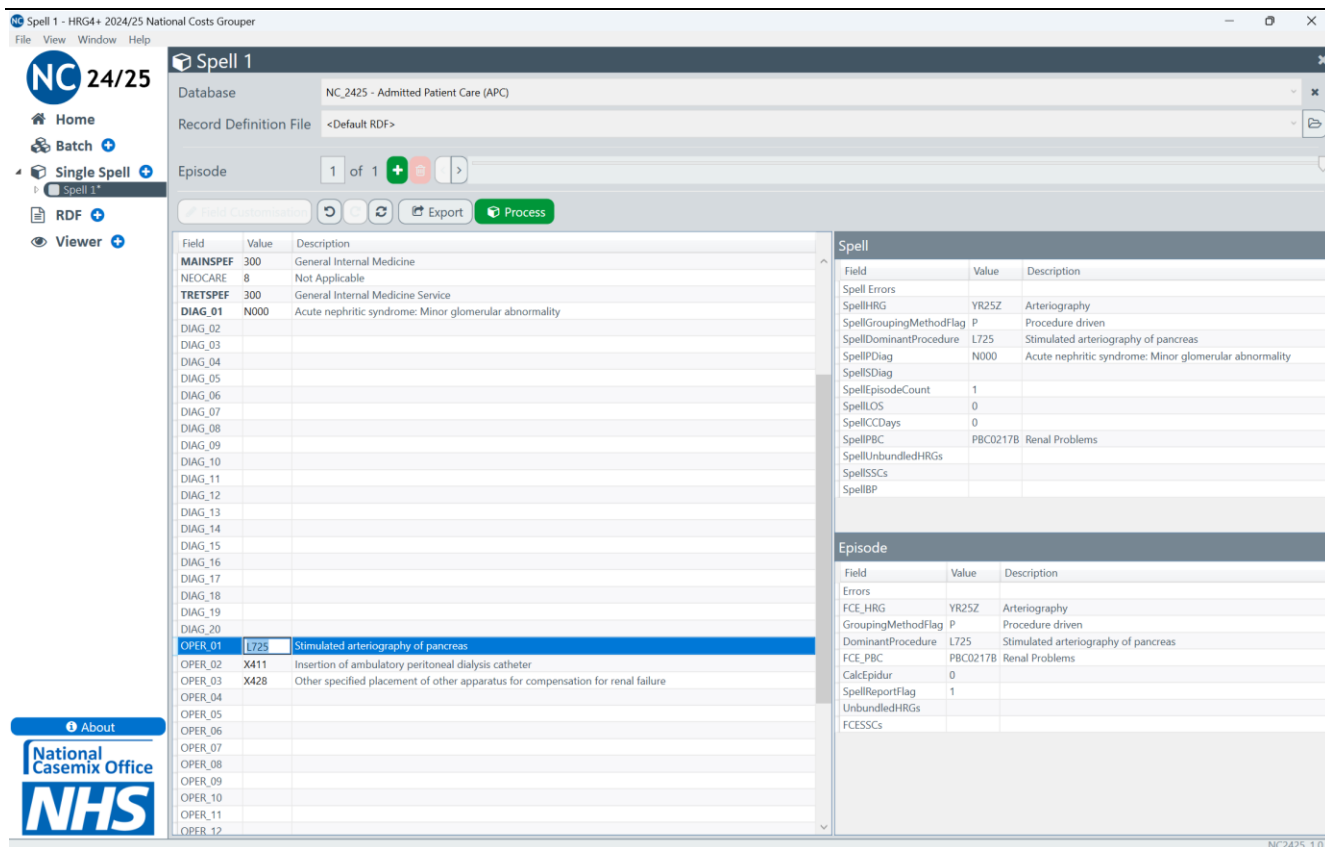 Spell 1 - HRG4+ 2024/25 National Costs Grouper
File View Window Help
NC 24/25
Home
Batch
Single Spell
Spell 1*
RDF
Viewer
About
National
Casemix Office
NHS
Spell 1
Database NC_2425 - Admitted Patient Care (APC)
Record Definition File <Default RDF>
Episode 1 of 1
Field Customisation Export Process
Field Value Description
MAINSPEF 300 General Internal Medicine
NEOCARE 8 Not Applicable
TRETSPEF 300 General Internal Medicine Service
DIAG_01 N000 Acute nephritic syndrome: Minor glomerular abnormality
DIAG_02
DIAG_03
DIAG_04
DIAG_05
DIAG_06
DIAG_07
DIAG_08
DIAG_09
DIAG_10
DIAG_11
DIAG_12
DIAG_13
DIAG_14
DIAG_15
DIAG_16
DIAG_17
DIAG_18
DIAG_19
DIAG_20
OPER_01 L725 Stimulated arteriography of pancreas
OPER_02 X411 Insertion of ambulatory peritoneal dialysis catheter
OPER_03 X428 Other specified placement of other apparatus for compensation for renal failure
OPER_04
OPER_05
OPER_06
OPER_07
OPER_08
OPER_09
OPER_10
OPER_11
OPER_12
Spell
Field Value Description
Spell Errors
SpellHRG YR25Z Arteriography
SpellGroupingMethodFlag P Procedure driven
SpellDominantProcedure L725 Stimulated arteriography of pancreas
SpellPDiag N000 Acute nephritic syndrome: Minor glomerular abnormality
SpellSDiag
SpellEpisodeCount 1
SpellLOS 0
SpellCCDays 0
SpellPBC PBC0217B Renal Problems
SpellUnbundledHRGs
SpellSSCs
SpellBP
Episode
Field Value Description
Errors
FCE_HRG YR25Z Arteriography
GroupingMethodFlag P Procedure driven
DominantProcedure L725 Stimulated arteriography of pancreas
FCE_PBC PBC0217B Renal Problems
CalcEpidur 0
SpellReportFlag 1
UnbundledHRGs
FCESSCs
NC2425 1.0